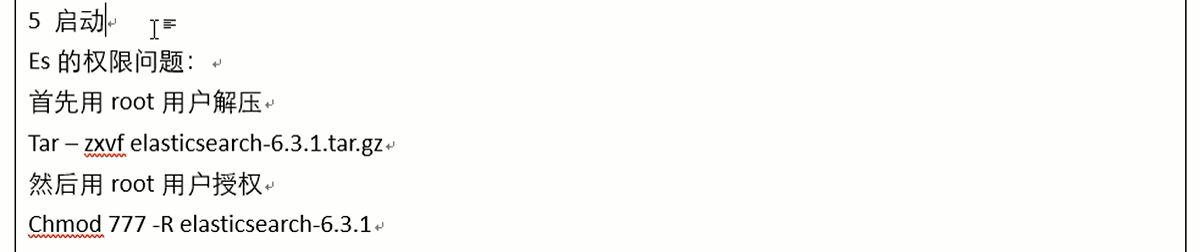 5 启动
Es 的权限问题：
首先用 root 用户解压
Tar – zxvf elasticsearch-6.3.1.tar.gz
然后用 root 用户授权
Chmod 777 -R elasticsearch-6.3.1